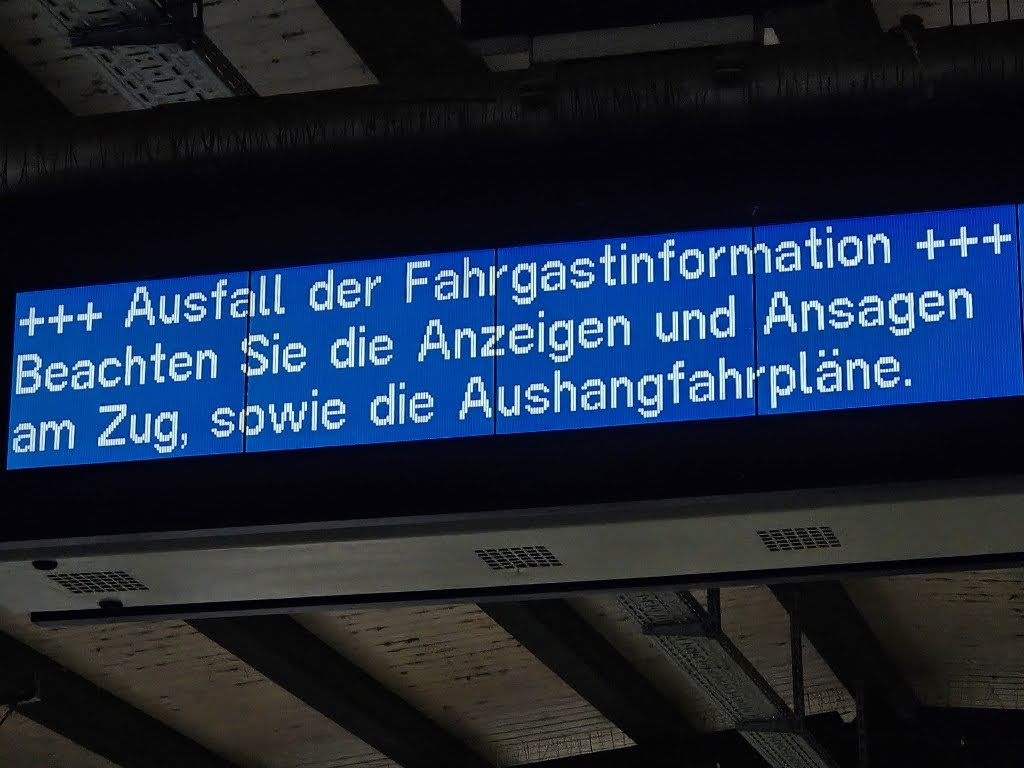 +++ Ausfall der Fahrgastinformation +++
Beachten Sie die Anzeigen und Ansagen
am Zug, sowie die Aushangfahrpläne.